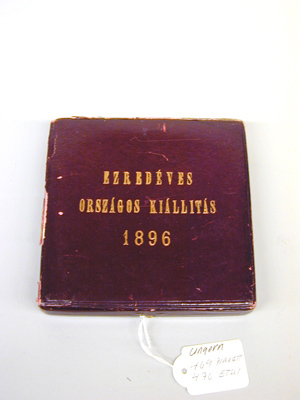 EZREDÉVES
ORSZÁGOS KIÁLLITÁS
1896
Ungarn